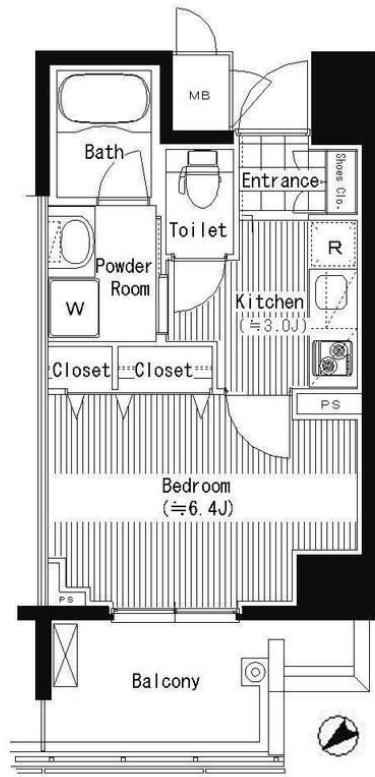 MB
Bath
Shoes Clo.
Entrance
Toilet
R
Powder
Room
W
Kitchen
(≒3.0J)
Closet
Closet
PS
Bedroom
(≒6.4J)
PS
Balcony